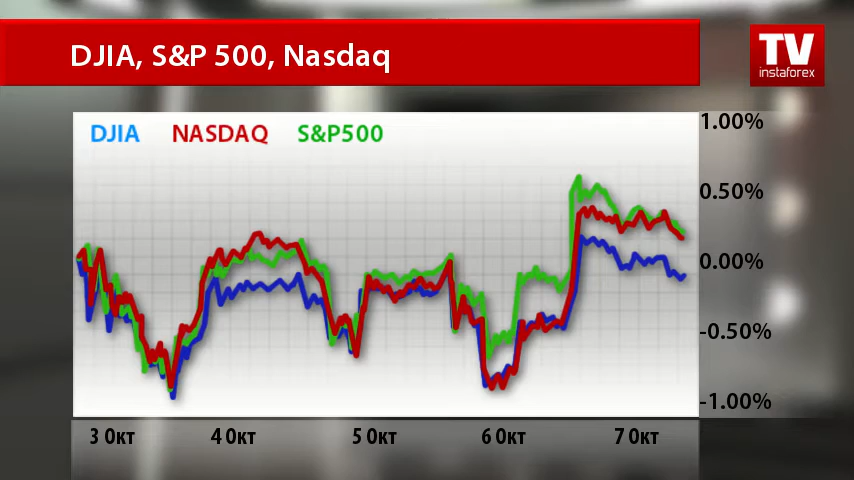 DJIA, S&P 500, Nasdaq
TV
instaforex
DJIA NASDAQ S&P500
1.00%
0.50%
0.00%
-0.50%
-1.00%
3 Окт 4 Окт 5 Окт 6 Окт 7 Окт